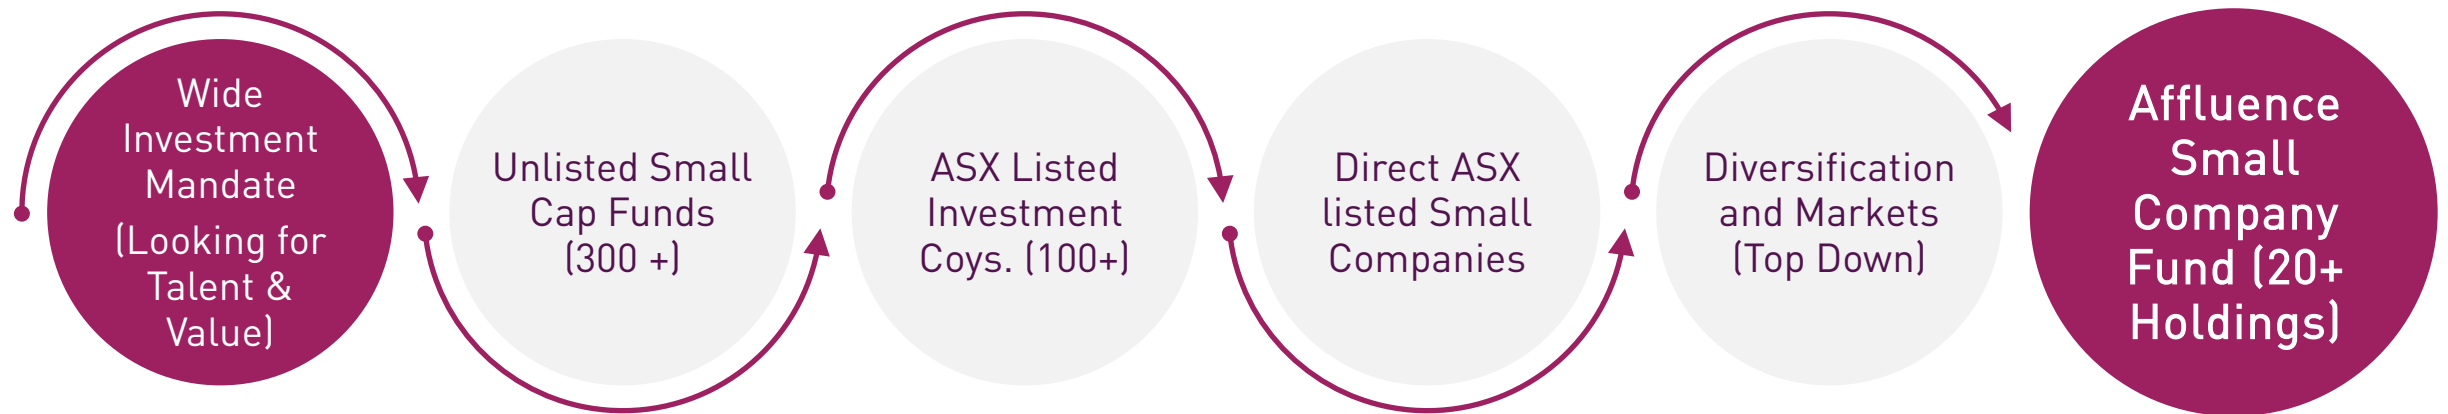 Wide
Investment
Mandate
(Looking for
Talent &
Value)
Unlisted Small
Cap Funds
(300 +)
ASX Listed
Investment
Coys. (100+)
Direct ASX
listed Small
Companies
Diversification
and Markets
(Top Down)
Affluence
Small
Company
Fund (20+
Holdings)